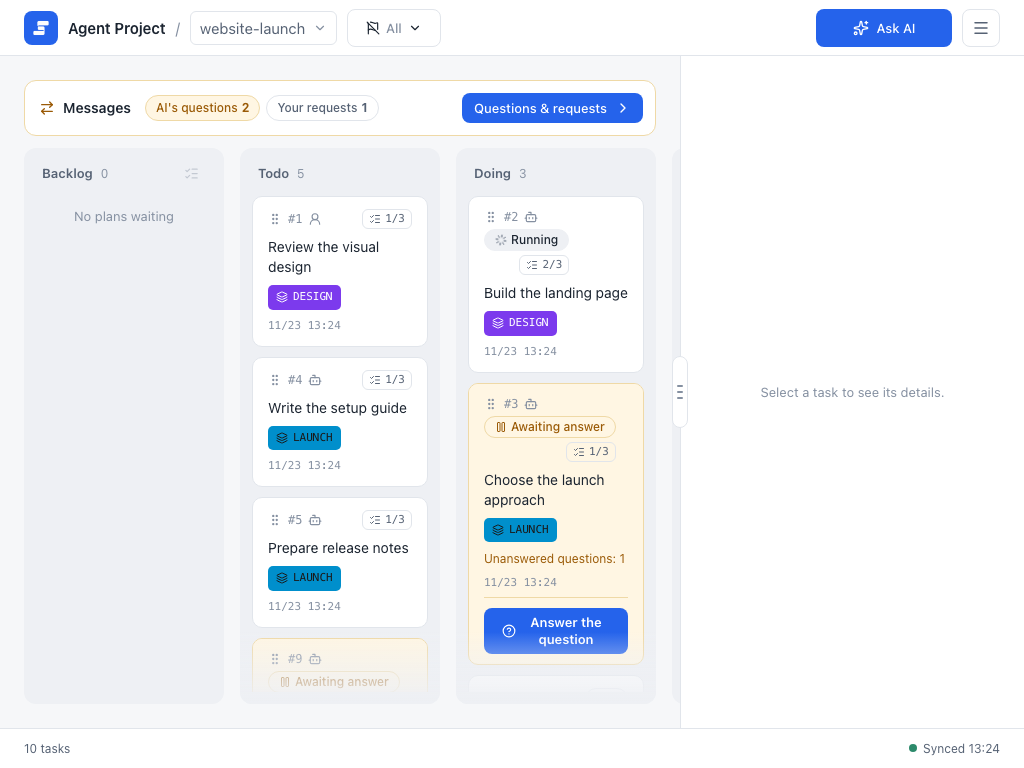 Agent Project / website-launch All Ask AI
Messages AI's questions 2 Your requests 1 Questions & requests
Backlog 0
No plans waiting
Todo 5
#1 1/3
Review the visual
design
DESIGN
11/23 13:24
#4 1/3
Write the setup guide
LAUNCH
11/23 13:24
#5 1/3
Prepare release notes
LAUNCH
11/23 13:24
#9
Awaiting answer
Doing 3
#2
Running
2/3
Build the landing page
DESIGN
11/23 13:24
#3
Awaiting answer
1/3
Choose the launch
approach
LAUNCH
Unanswered questions: 1
11/23 13:24
Answer the
question
Select a task to see its details.
10 tasks
Synced 13:24